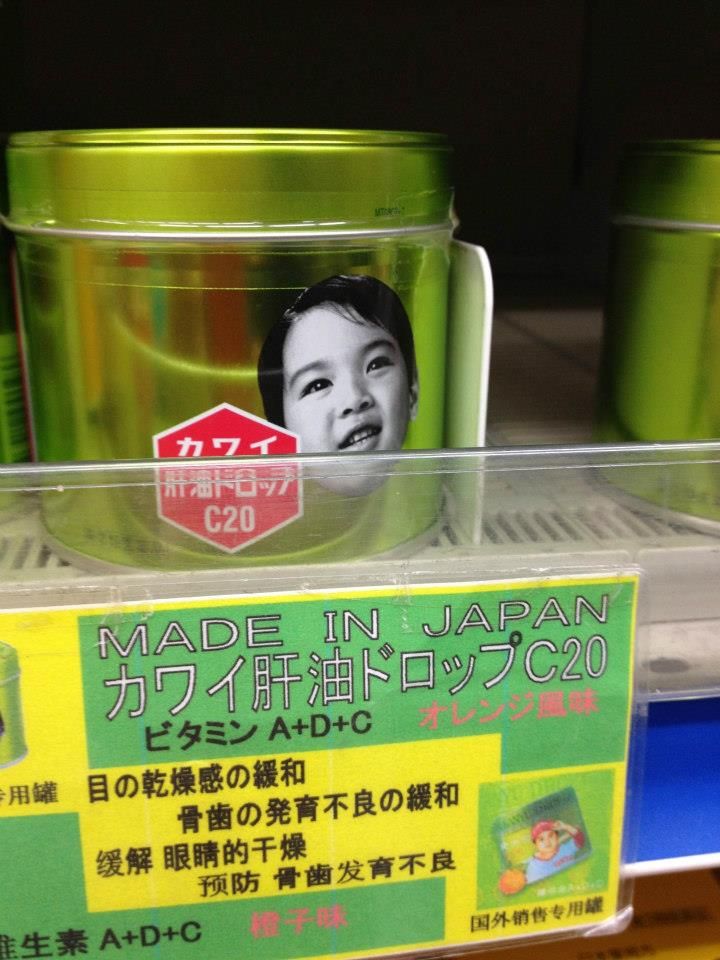 カワイ
肝油ドロップ
C20
MADE IN JAPAN
カワイ肝油ドロップC20
ビタミン A+D+C
オレンジ風味
目の乾燥感の緩和
骨歯の発育不良の緩和
缓解 眼睛的干燥
预防 骨歯发育不良
专用罐
维生素 A+D+C
橙子味
国外销售专用罐